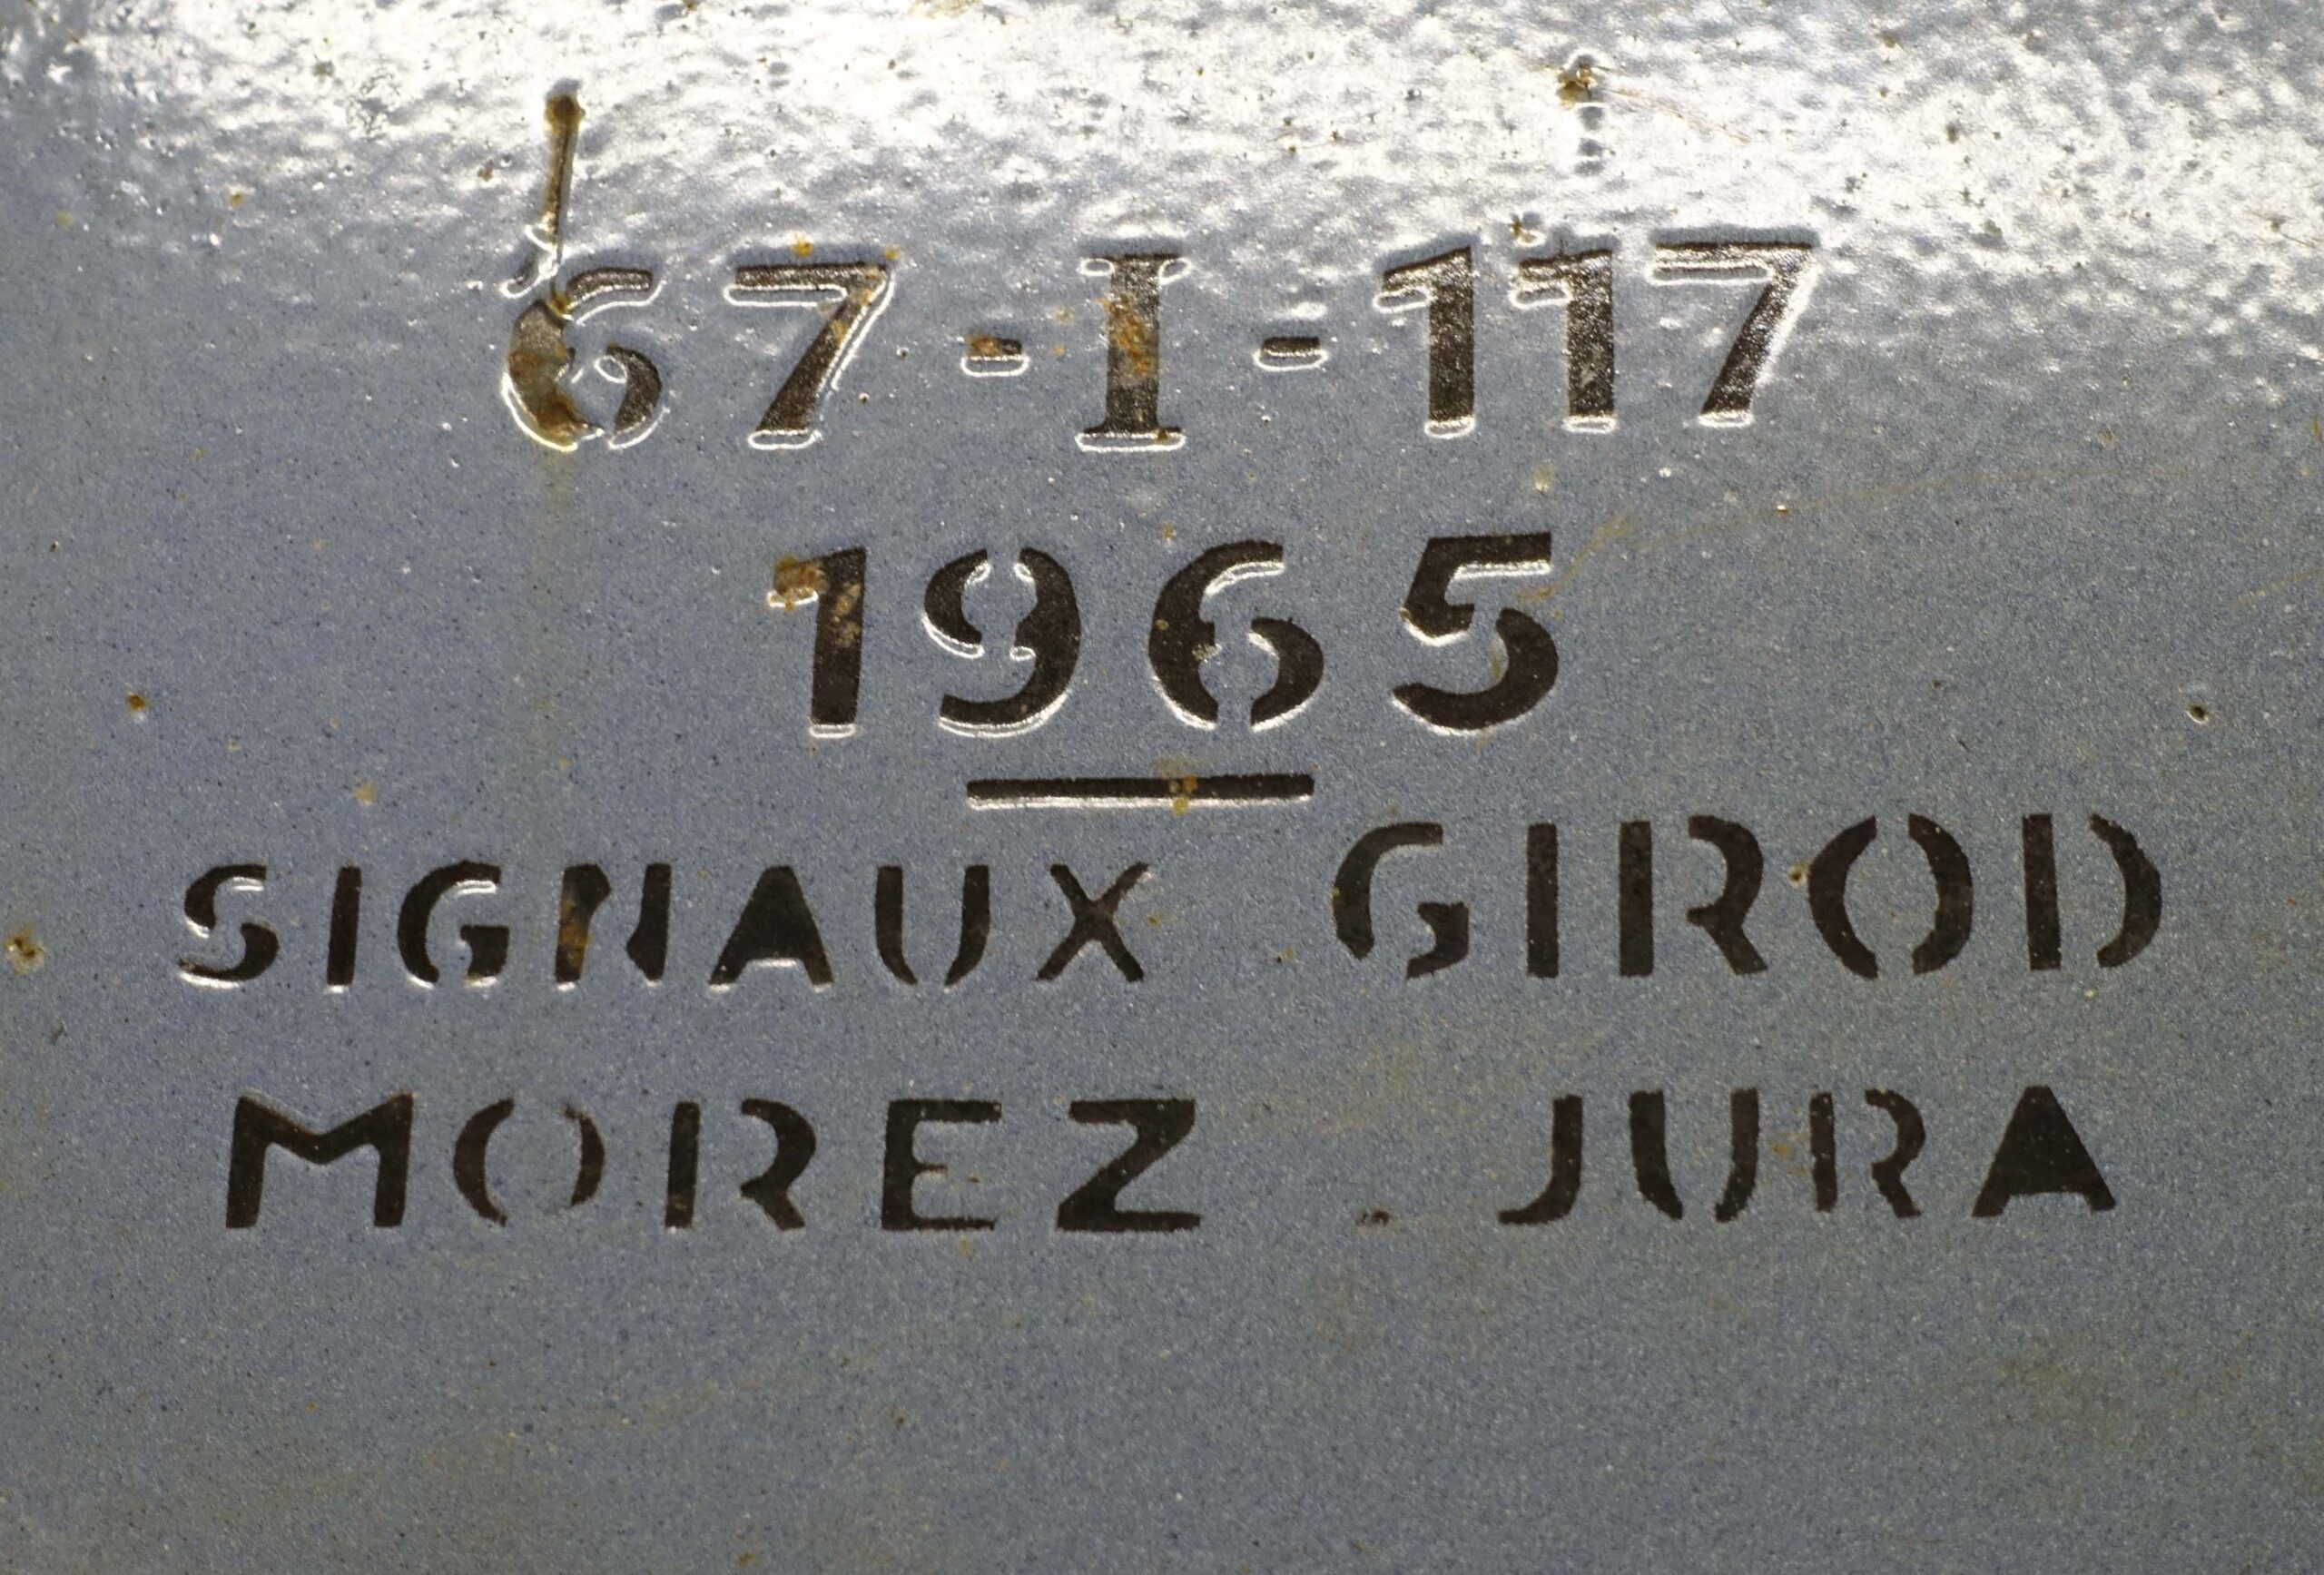 67-I-117
1965
SIGNAUX GIROD
MOREZ . JURA